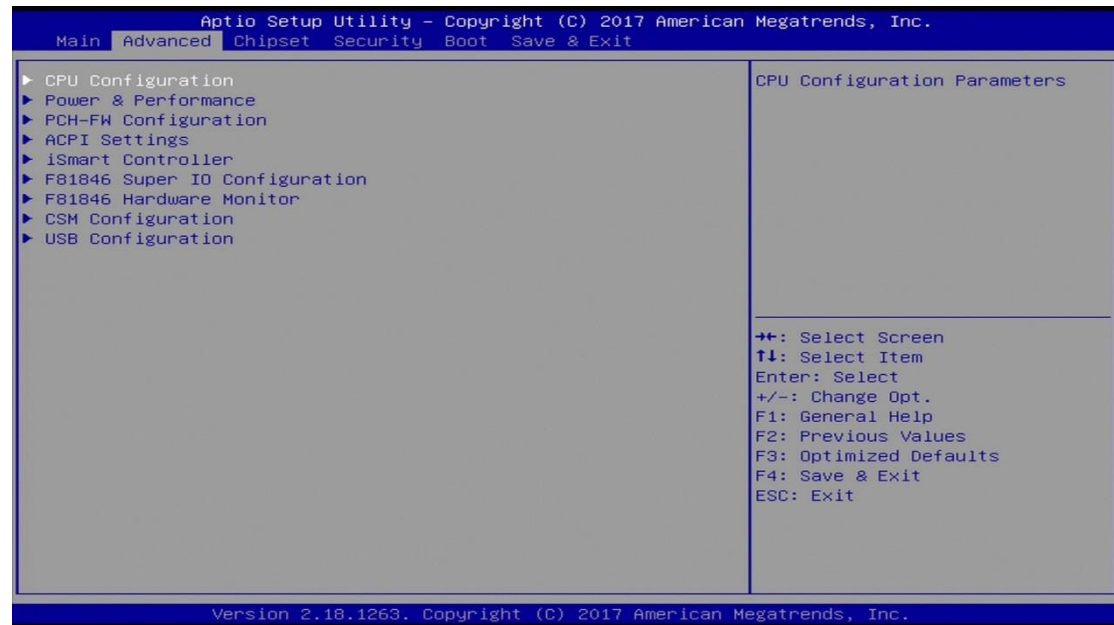 Aptio Setup Utility – Copyright (C) 2017 American Megatrends, Inc.
Main Advanced Chipset Security Boot Save & Exit
▶ CPU Configuration
▶ Power & Performance
▶ PCH-FW Configuration
▶ ACPI Settings
▶ iSmart Controller
▶ F81846 Super IO Configuration
▶ F81846 Hardware Monitor
▶ CSM Configuration
▶ USB Configuration
CPU Configuration Parameters
→←: Select Screen
↑↓: Select Item
Enter: Select
+/-: Change Opt.
F1: General Help
F2: Previous Values
F3: Optimized Defaults
F4: Save & Exit
ESC: Exit
Version 2.18.1263. Copyright (C) 2017 American Megatrends, Inc.